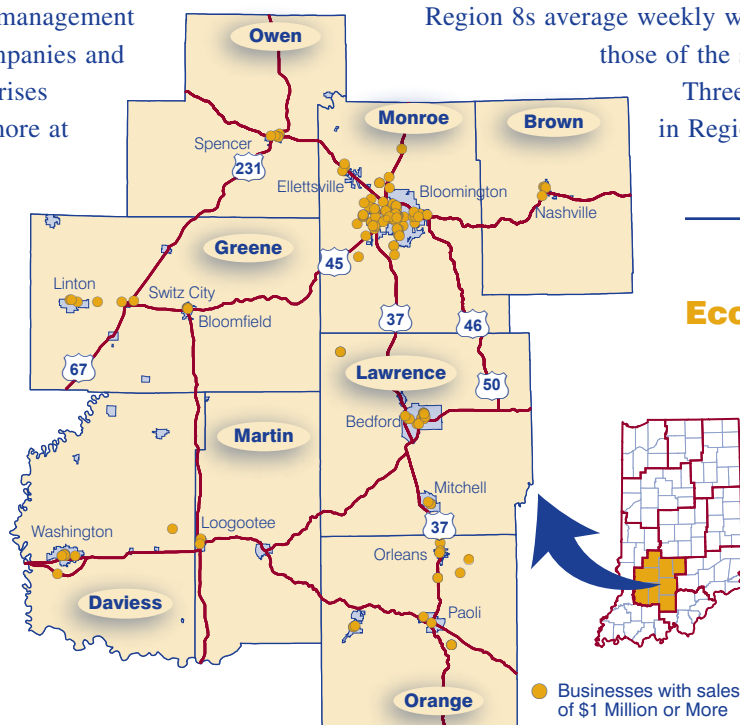 management
mpanies and
rises
more at
Region 8s average weekly w
those of the
Three
in Regi
Owen
Monroe
Brown
Spencer
231
Ellettsville
Bloomington
Nashville
Greene
45
Linton
Switz City
Bloomfield
37
46
Eco
67
Lawrence
50
Bedford
Martin
Mitchell
Washington
Loogootee
37
Orleans
Daviess
Paoli
Orange
Businesses with sales
of $1 Million or More